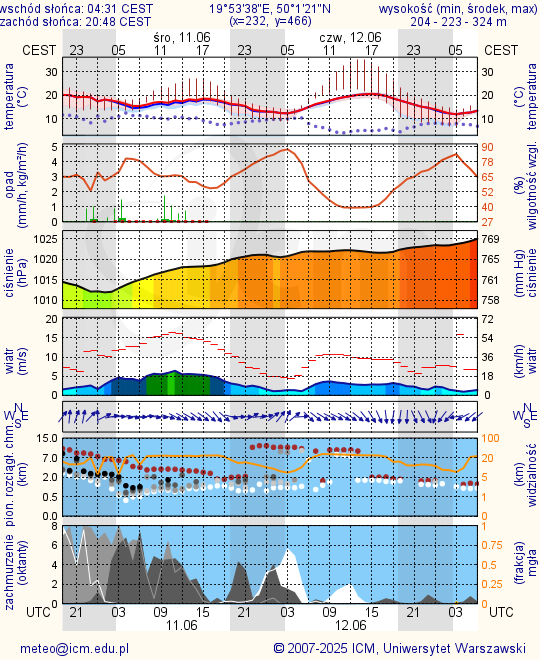 wschód słońca: 04:31 CEST 19°53'38"E, 50°1'21"N wysokość (min, środek, max)
zachód słońca: 20:48 CEST (x=232, y=466) 204 - 223 - 324 m
śro, 11.06 czw, 12.06
CEST 23 05 11 17 23 05 11 17 23 05 CEST
temperatura (°C)
30 20 10
30 20 10
(°C) temperatura
opad (mm/h, kg/m²/h)
5 4 3 2 1 0
90 78 65 52 40 27
(%) wilgotność wzgl.
ciśnienie (hPa)
1025 1020 1015 1010
769 765 761 758
(mm Hg) ciśnienie
wiatr (m/s)
20 15 10 5 0
72 54 36 18 0
(km/h) wiatr
N W E S
N W E S
pion. rozciągł. chm. (km)
15.0 7.0 2.0 1.0 0.5 0.0
100 20 5 1 0
widzialność (km)
zachmurzenie (oktanty)
8 6 4 2 0
1 0.75 0.5 0.25 0
(frakcja) mgła
UTC 21 03 09 15 21 03 09 15 21 03 UTC
11.06 12.06
meteo@icm.edu.pl © 2007-2025 ICM, Uniwersytet Warszawski